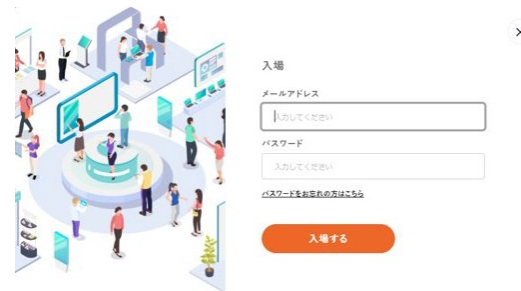 入場
メールアドレス
入力してください
パスワード
入力してください
パスワードをお忘れの方はこちら
入場する